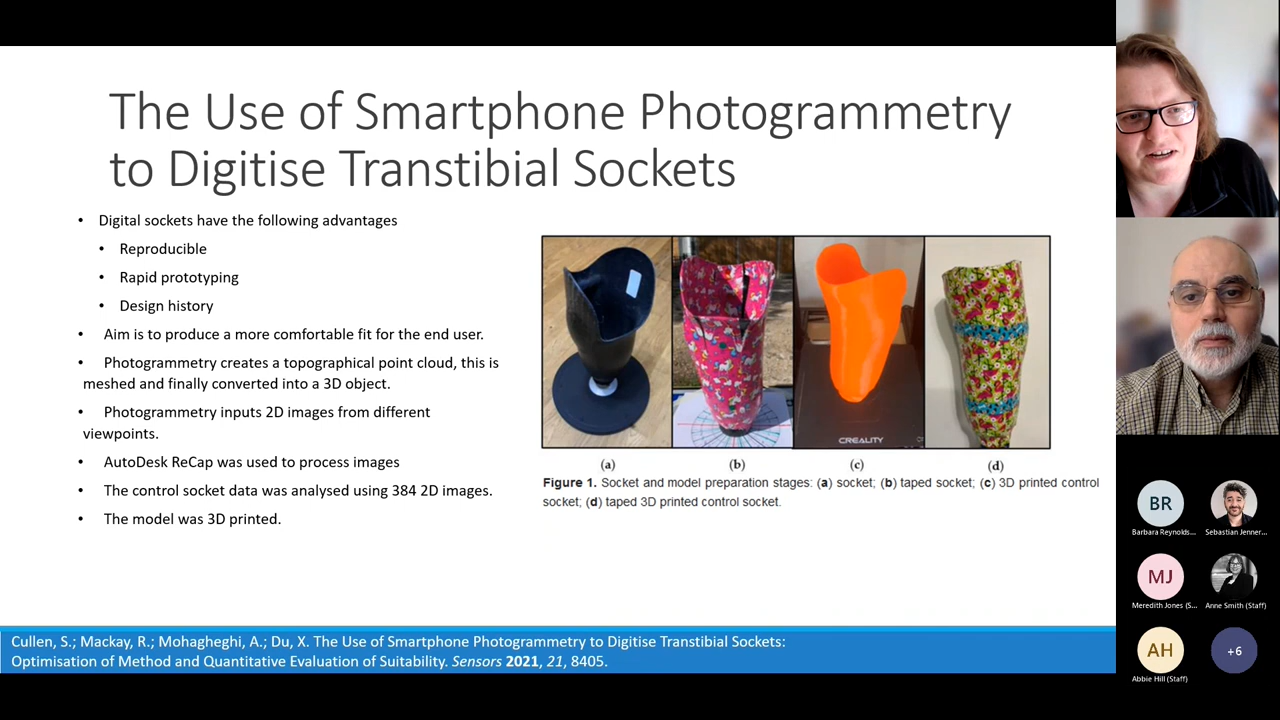 The Use of Smartphone Photogrammetry
to Digitise Transtibial Sockets
• Digital sockets have the following advantages
• Reproducible
• Rapid prototyping
• Design history
• Aim is to produce a more comfortable fit for the end user.
• Photogrammetry creates a topographical point cloud, this is
meshed and finally converted into a 3D object.
• Photogrammetry inputs 2D images from different
viewpoints.
• AutoDesk ReCap was used to process images
• The control socket data was analysed using 384 2D images.
• The model was 3D printed.
CREALITY
(a) (b) (c) (d)
Figure 1. Socket and model preparation stages: (a) socket; (b) taped socket; (c) 3D printed control
socket; (d) taped 3D printed control socket.
Cullen, S.; Mackay, R.; Mohagheghi, A.; Du, X. The Use of Smartphone Photogrammetry to Digitise Transtibial Sockets:
Optimisation of Method and Quantitative Evaluation of Suitability. Sensors 2021, 21, 8405.
BR
Barbara Reynolds... Sebastian Jenner...
MJ
Meredith Jones (S... Anne Smith (Staff)
AH +6
Abbie Hill (Staff)